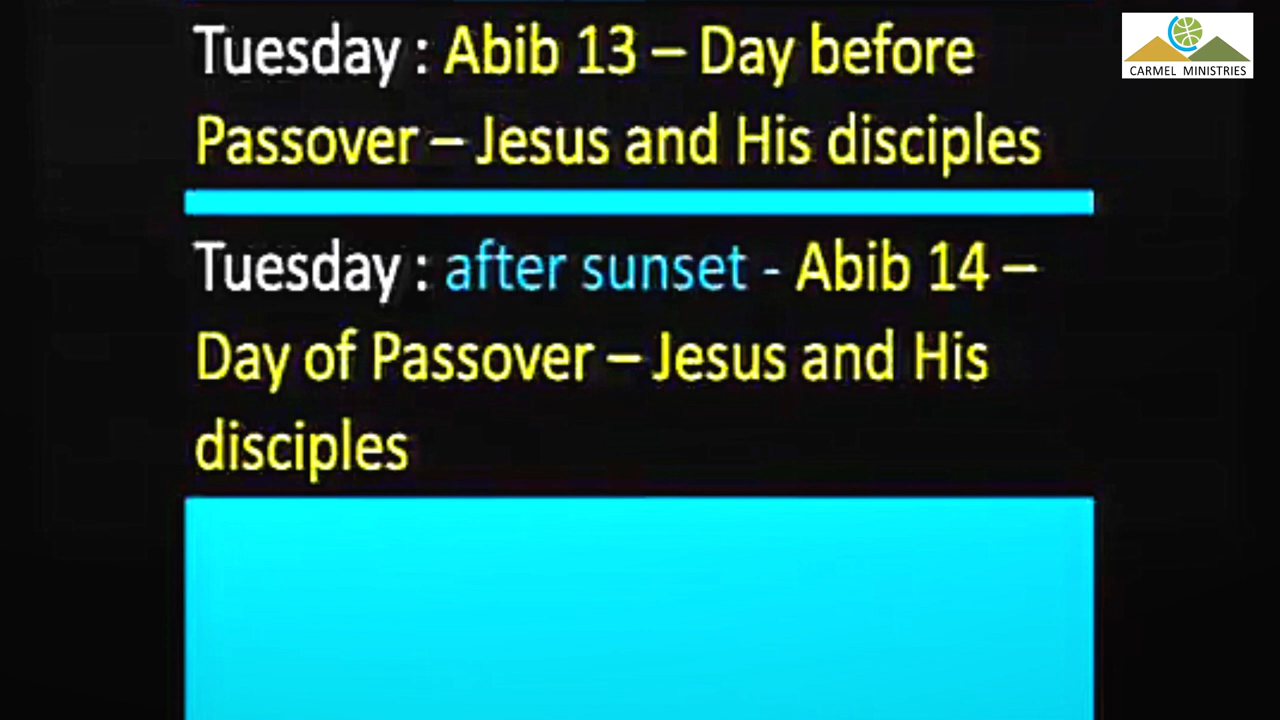 Tuesday : Abib 13 – Day before
Passover – Jesus and His disciples
Tuesday : after sunset - Abib 14 –
Day of Passover – Jesus and His
disciples
CARMEL MINISTRIES